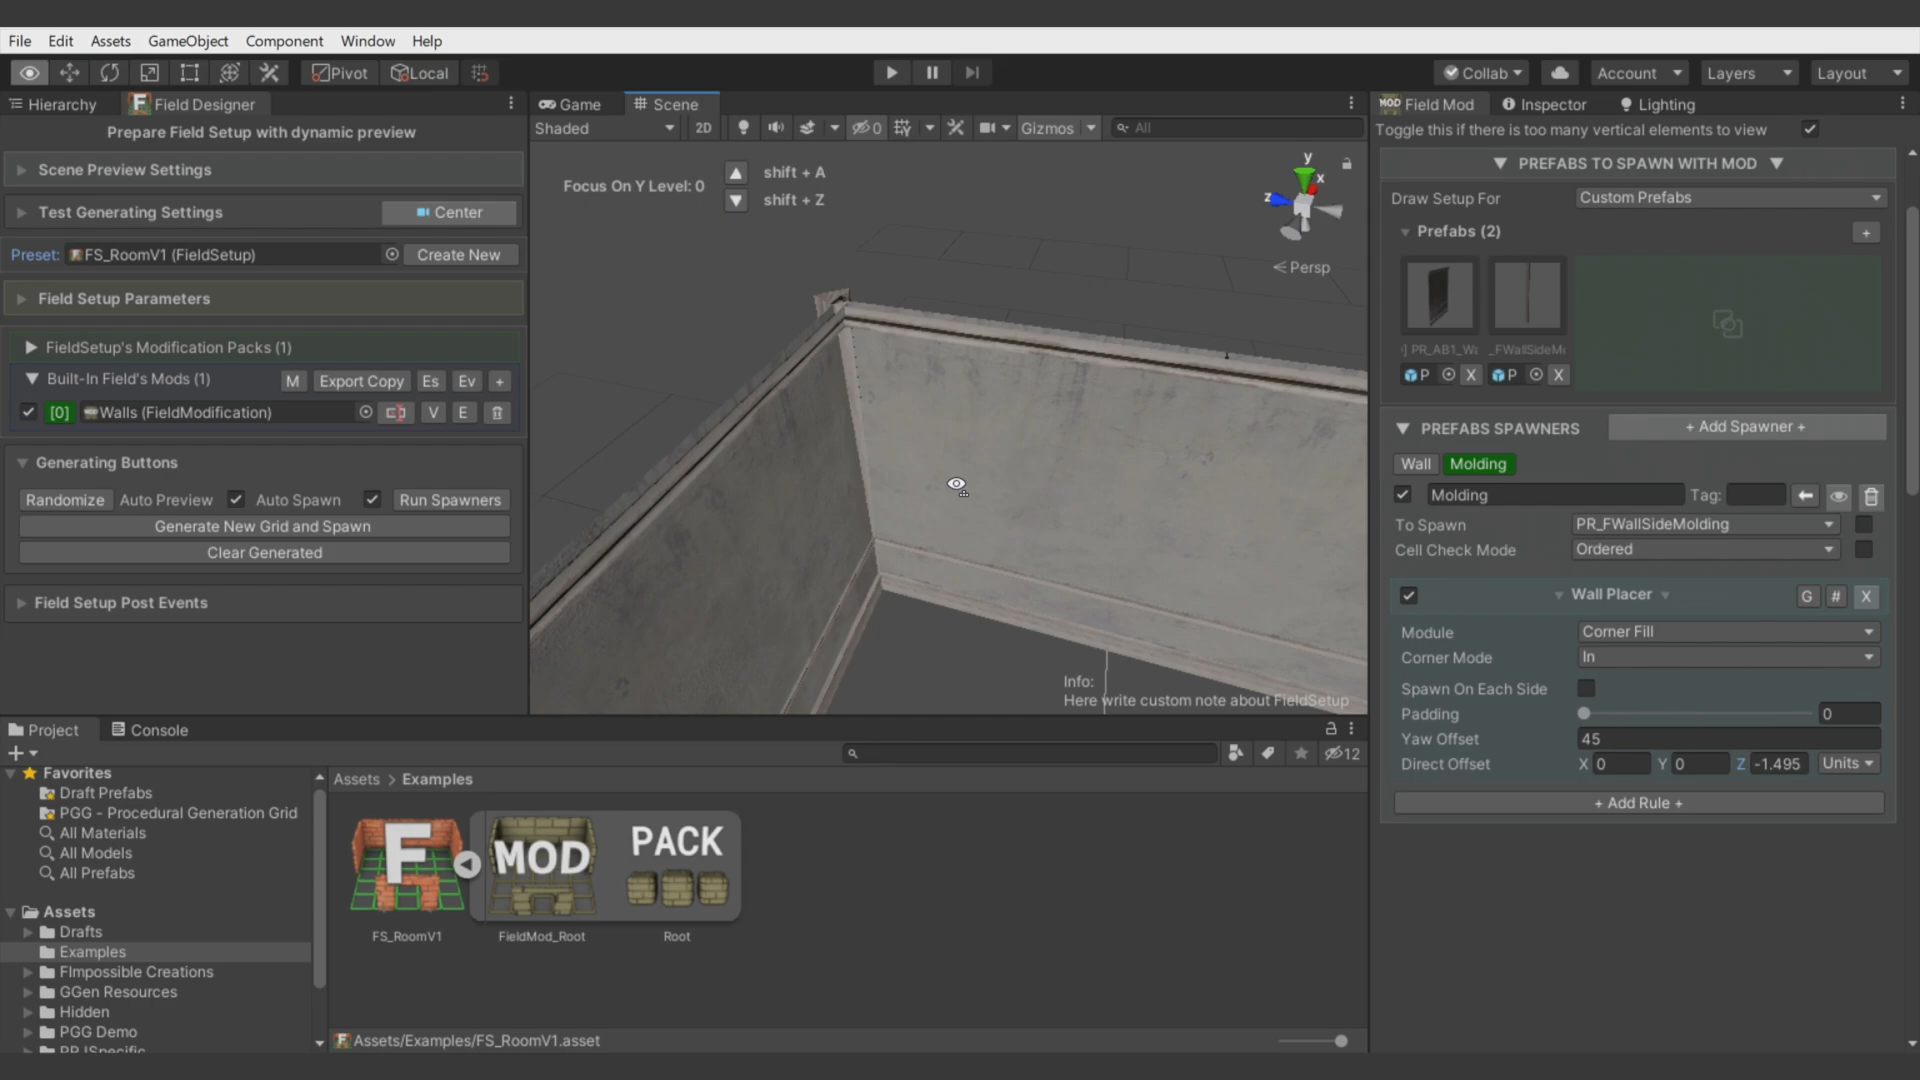 File Edit Assets GameObject Component Window Help
Pivot Local Collab Account Layers Layout
Hierarchy Field Designer
Prepare Field Setup with dynamic preview
Scene Preview Settings
Test Generating Settings Center
Preset: FS_RoomV1 (FieldSetup) Create New
Field Setup Parameters
FieldSetup's Modification Packs (1)
Built-In Field's Mods (1) M Export Copy Es Ev +
[0] Walls (FieldModification) V E
Generating Buttons
Randomize Auto Preview Auto Spawn Run Spawners
Generate New Grid and Spawn
Clear Generated
Field Setup Post Events
Game Scene
Shaded 2D 0 Gizmos All
Focus On Y Level: 0 shift + A
shift + Z
y
x
z
Persp
Info:
Here write custom note about FieldSetup
MOD Field Mod Inspector Lighting
Toggle this if there is too many vertical elements to view
PREFABS TO SPAWN WITH MOD
Draw Setup For Custom Prefabs
Prefabs (2) +
] PR_AB1_Wa _FWallSideM
P X P X
PREFABS SPAWNERS + Add Spawner +
Wall Molding
Molding Tag:
To Spawn PR_FWallSideMolding
Cell Check Mode Ordered
Wall Placer G # X
Module Corner Fill
Corner Mode In
Spawn On Each Side
Padding 0
Yaw Offset 45
Direct Offset X 0 Y 0 Z -1.495 Units
+ Add Rule +
Project Console
12
Favorites
Draft Prefabs
PGG - Procedural Generation Grid
All Materials
All Models
All Prefabs
Assets
Drafts
Examples
FImpossible Creations
GGen Resources
Hidden
PGG Demo
Assets > Examples
F MOD PACK
FS_RoomV1 FieldMod_Root Root
Assets/Examples/FS_RoomV1.asset